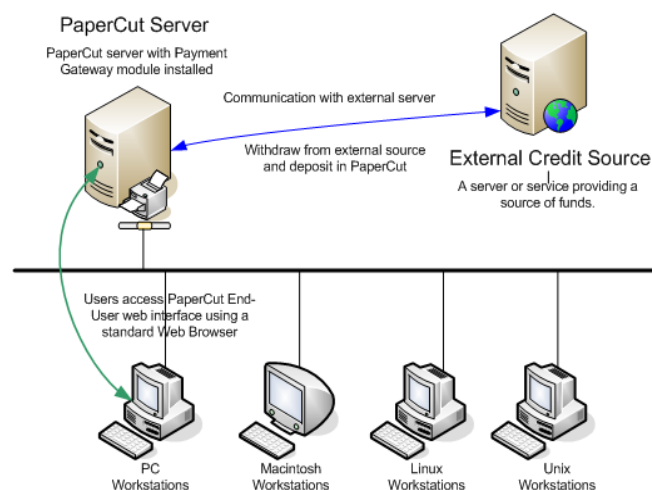 PaperCut Server
PaperCut server with Payment
Gateway module installed
Communication with external server
Withdraw from external source
and deposit in PaperCut
External Credit Source
A server or service providing a
source of funds.
Users access PaperCut End-
User web interface using a
standard Web Browser
PC
Workstations
Macintosh
Workstations
Linux
Workstations
Unix
Workstations